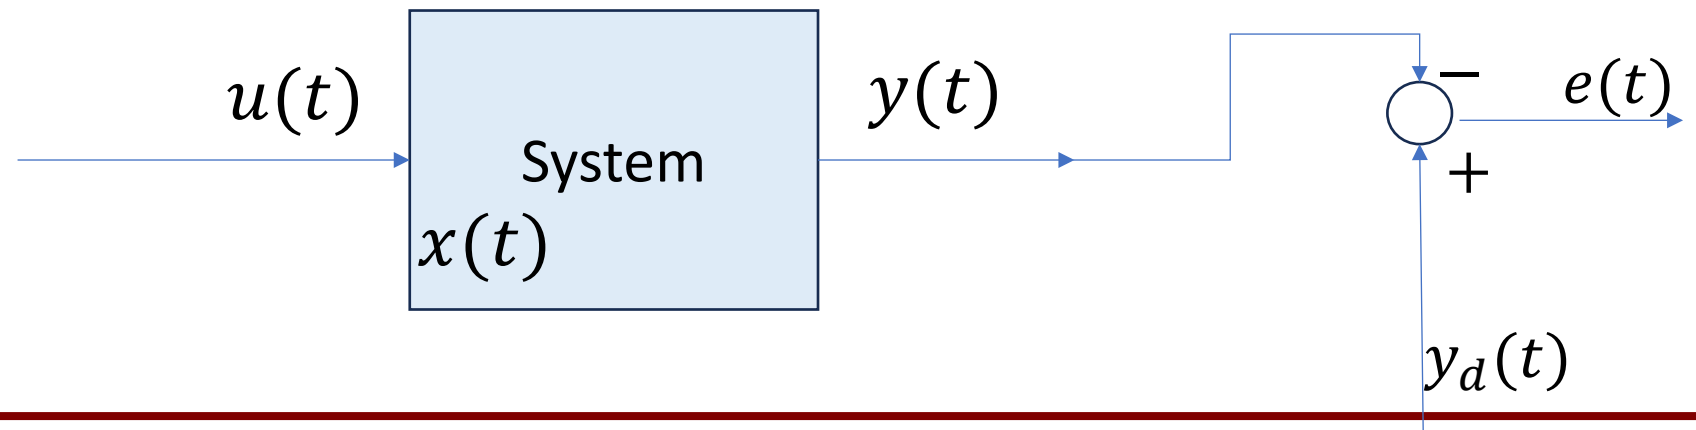 u(t)
System
x(t)
y(t)
−
+
e(t)
y_d(t)